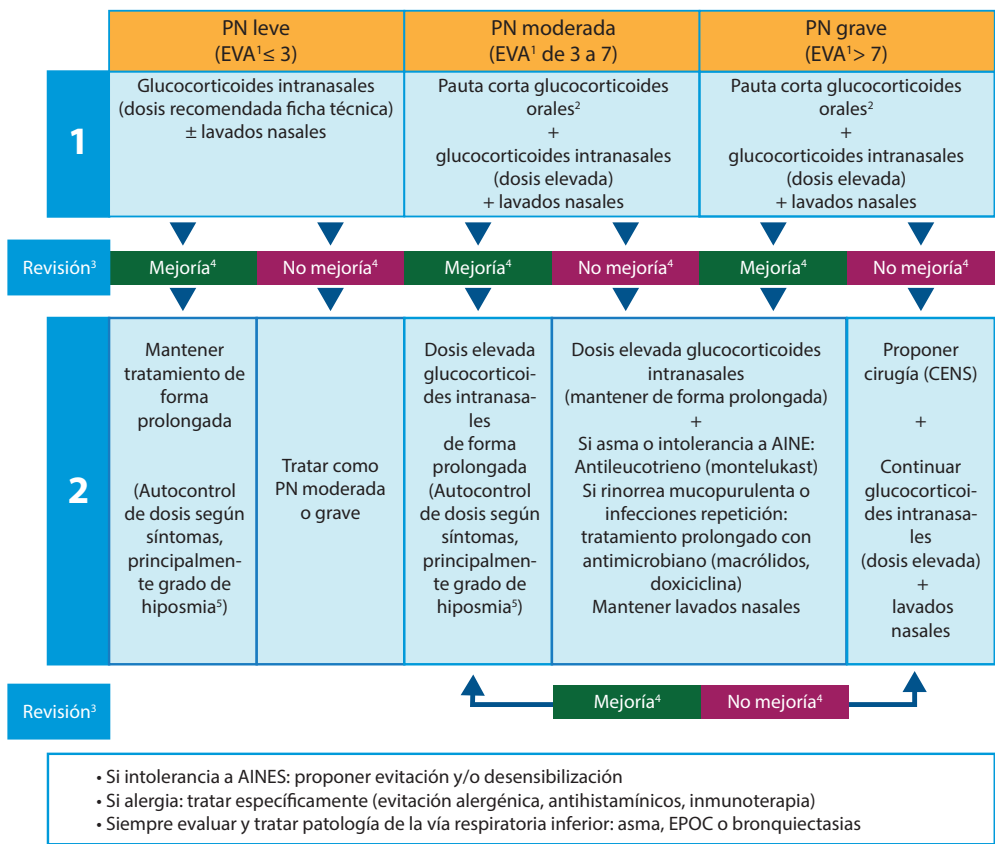 PN leve
(EVA¹ ≤ 3)
PN moderada
(EVA¹ de 3 a 7)
PN grave
(EVA¹ > 7)
1
Glucocorticoides intranasales
(dosis recomendada ficha técnica)
± lavados nasales
Pauta corta glucocorticoides
orales²
+
glucocorticoides intranasales
(dosis elevada)
+ lavados nasales
Pauta corta glucocorticoides
orales²
+
glucocorticoides intranasales
(dosis elevada)
+ lavados nasales
Revisión³
Mejoría⁴
No mejoría⁴
Mejoría⁴
No mejoría⁴
Mejoría⁴
No mejoría⁴
2
Mantener
tratamiento de
forma
prolongada
(Autocontrol
de dosis según
síntomas,
principalmen-
te grado de
hiposmia⁵)
Tratar como
PN moderada
o grave
Dosis elevada
glucocorticoi-
des intranasa-
les
de forma
prolongada
(Autocontrol
de dosis según
síntomas,
principalmen-
te grado de
hiposmia⁵)
Dosis elevada glucocorticoides
intranasales
(mantener de forma prolongada)
+
Si asma o intolerancia a AINE:
Antileucotrieno (montelukast)
Si rinorrea mucopurulenta o
infecciones repetición:
tratamiento prolongado con
antimicrobiano (macrólidos,
doxiciclina)
Mantener lavados nasales
Proponer
cirugía (CENS)
+
Continuar
glucocorticoi-
des intranasa-
les
(dosis elevada)
+
lavados
nasales
Revisión³
Mejoría⁴
No mejoría⁴
• Si intolerancia a AINES: proponer evitación y/o desensibilización
• Si alergia: tratar específicamente (evitación alergénica, antihistamínicos, inmunoterapia)
• Siempre evaluar y tratar patología de la vía respiratoria inferior: asma, EPOC o bronquiectasias